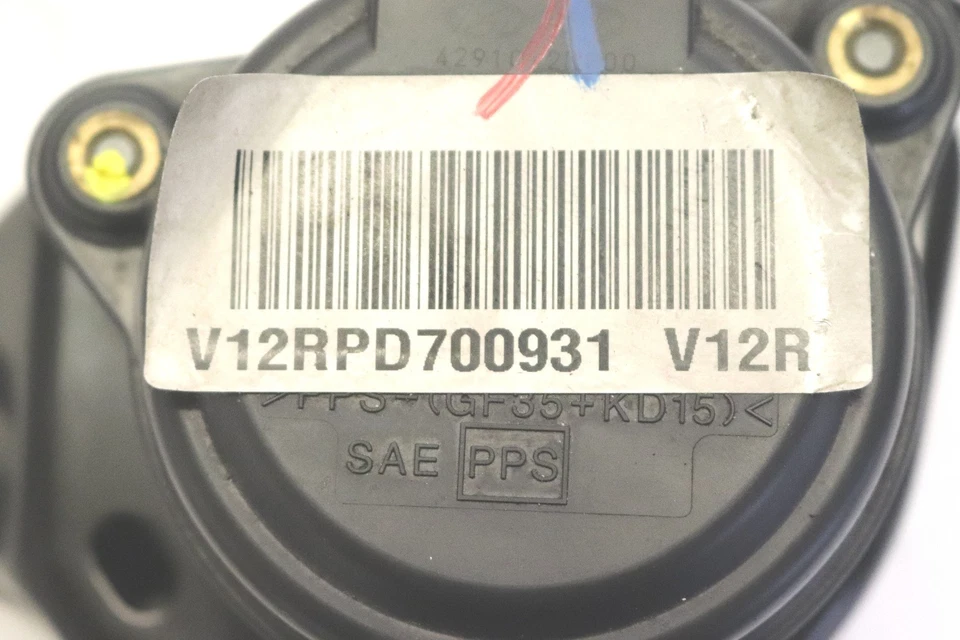 V12RPD700931 V12R
>PPS-(GF35+KD15)<
SAE PPS